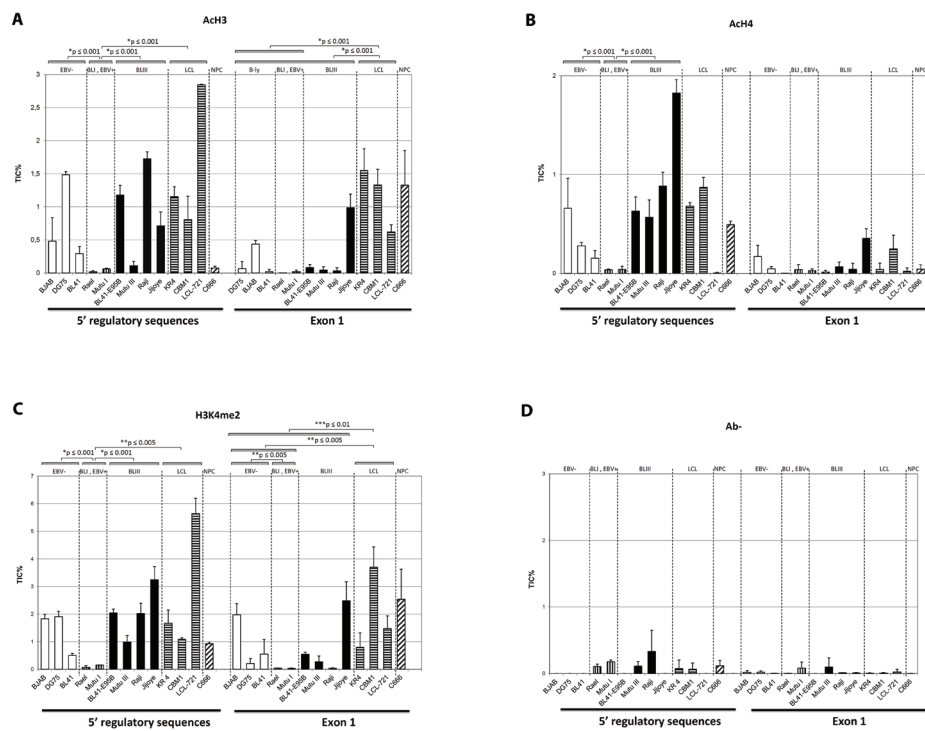 A
AcH3
*p ≤ 0.001
*p ≤ 0.001
*p ≤ 0.001 *p ≤ 0.001
*p ≤ 0.001
EBV- BLI , EBV+ BLIII LCL NPC B-ly BLI , EBV+ BLIII LCL NPC
3
2,5
2
1,5
1
0,5
0
TIC%
BJAB DG75 BL41 Rael Mutu I BL41-E95B Mutu III Raji Jijoye KR4 CBM1 LCL-721 C666 DG75 BJAB BL41 Rael Mutu I BL41-E95B Mutu III Raji Jijoye KR4 CBM1 LCL-721 C666
5’ regulatory sequences Exon 1
B
AcH4
*p ≤ 0.001 *p ≤ 0.001
EBV- BLI , EBV+ BLIII LCL NPC EBV- BLI , EBV+ BLIII LCL NPC
2
1
0
TIC%
BJAB DG75 BL41 Rael Mutu I BL41-E95B Mutu III Raji Jijoye KR4 CBM1 LCL-721 C666 BJAB DG75 BL41 Rael Mutu I BL41-E95B Mutu III Raji Jijoye KR4 CBM1 LCL-721 C666
5’ regulatory sequences Exon 1
C
H3K4me2
***p ≤ 0.01
**p ≤ 0.005
**p ≤ 0.005
*p ≤ 0.001 *p ≤ 0.001
**p ≤ 0.005
EBV- BLI , EBV+ BLIII LCL NPC EBV- BLI , EBV+ BLIII LCL NPC
7
6
5
4
3
2
1
0
TIC%
BJAB DG75 BL41 Rael Mutu I BL41-E95B Mutu III Raji Jijoye KR 4 CBM1 LCL-721 C666 BJAB DG75 BL41 Rael Mutu I BL41-E95B Mutu III Raji Jijoye KR4 CBM1 LCL-721 C666
5’ regulatory sequences Exon 1
D
Ab-
EBV- BLI , EBV+ BLIII LCL NPC EBV- BLI , EBV+ BLIII LCL NPC
3
2
1
0
TIC%
BJAB DG75 BL41 Rael Mutu I BL41-E95B Mutu III Raji Jijoye KR 4 CBM1 LCL-721 C666 BJAB DG75 BL41 Rael Mutu I BL41-E95B Mutu III Raji Jijoye KR4 CBM1 LCL-721 C666
5’ regulatory sequences Exon 1